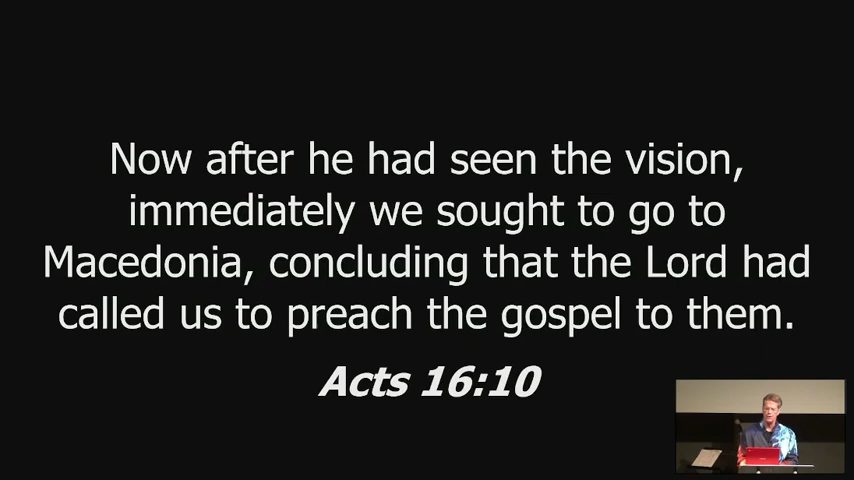 Now after he had seen the vision,
immediately we sought to go to
Macedonia, concluding that the Lord had
called us to preach the gospel to them.
Acts 16:10